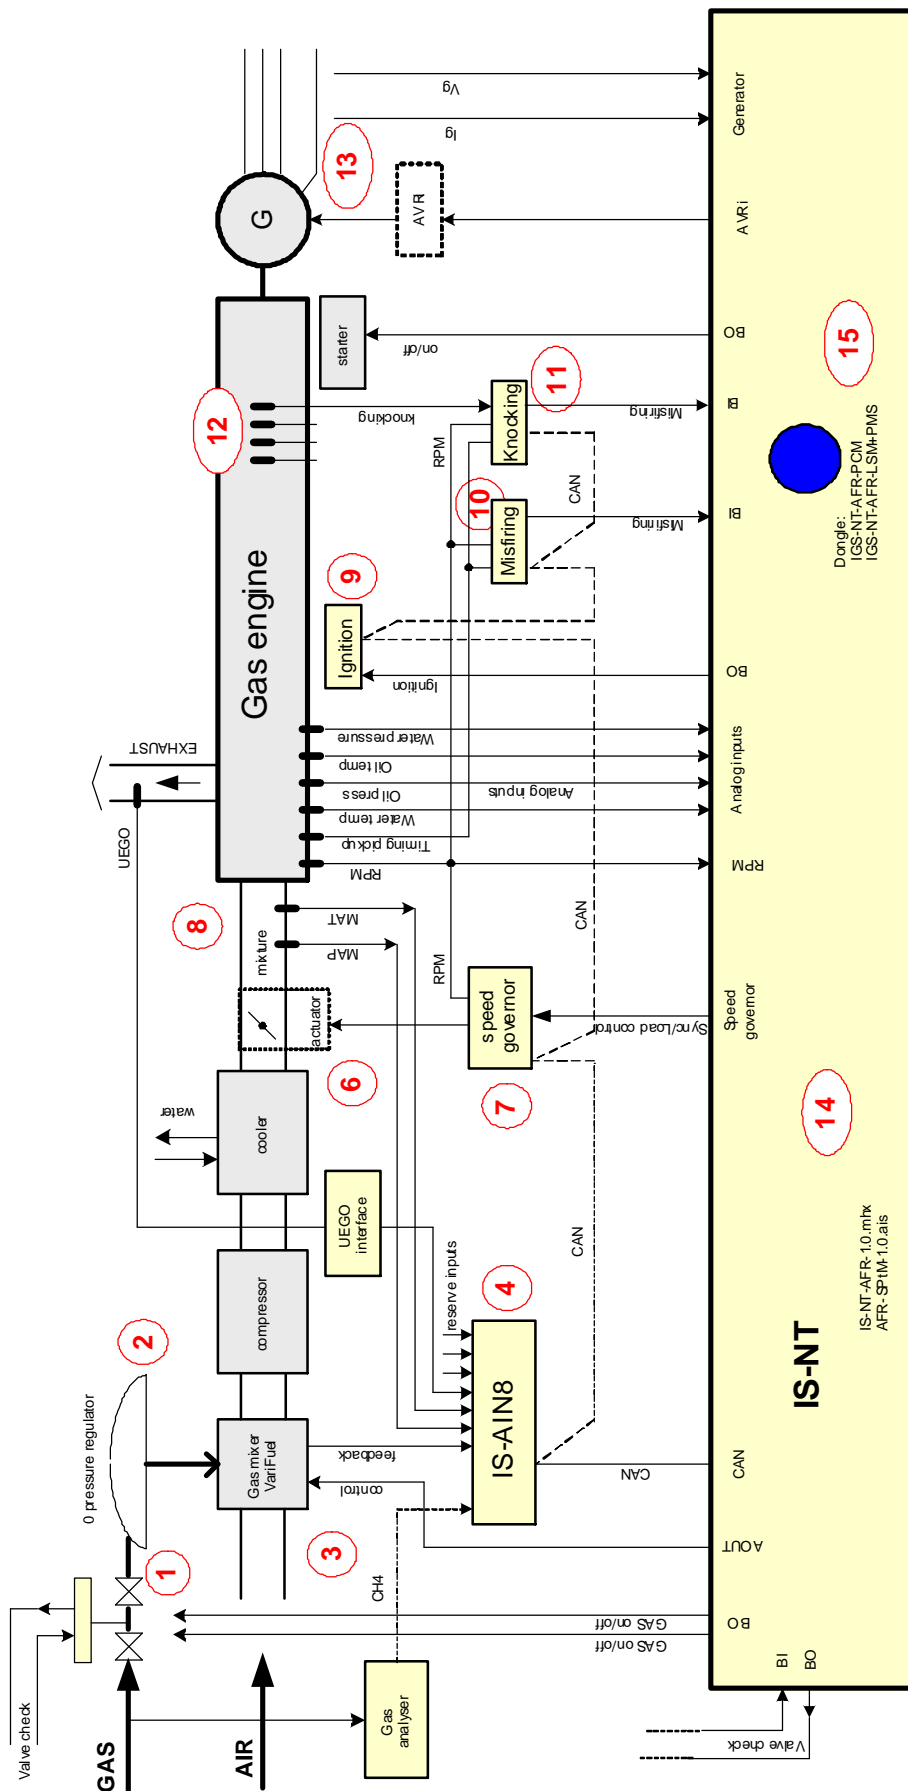 Valve check
GAS
AIR
1
0 pressure regulator
2
3
Gas mixer
VariFuel
compressor
cooler
water
6
actuator
mixture
8
UEGO
EXHAUST
Gas engine
12
G
13
starter
on/off
AVR
Vg
Ig
feedback
control
CH4
Gas
analyser
UEGO
interface
reserve inputs
4
IS-AIN8
MAP
MAT
RPM
speed
governor
7
RPM
Timing pick up
Water temp
Oil press
Oil temp
Water pressure
Analog inputs
Ignition
9
Ignition
10
Misfiring
Misfiring
RPM
knocking
Knocking
11
Misfiring
CAN
CAN
CAN
CAN
Sync/Load control
GAS on/off
GAS on/off
Valve check
BI
BO
BO
AOUT
CAN
Speed
governor
RPM
Analog inputs
BO
BI
BI
BO
AVRi
Generator
IS-NT
IS-NT-AFR-1.0.mhx
AFR-SPtM-1.0.ais
14
Dongle:
IGS-NT-AFR-PCM
IGS-NT-AFR-LSM+PMS
15